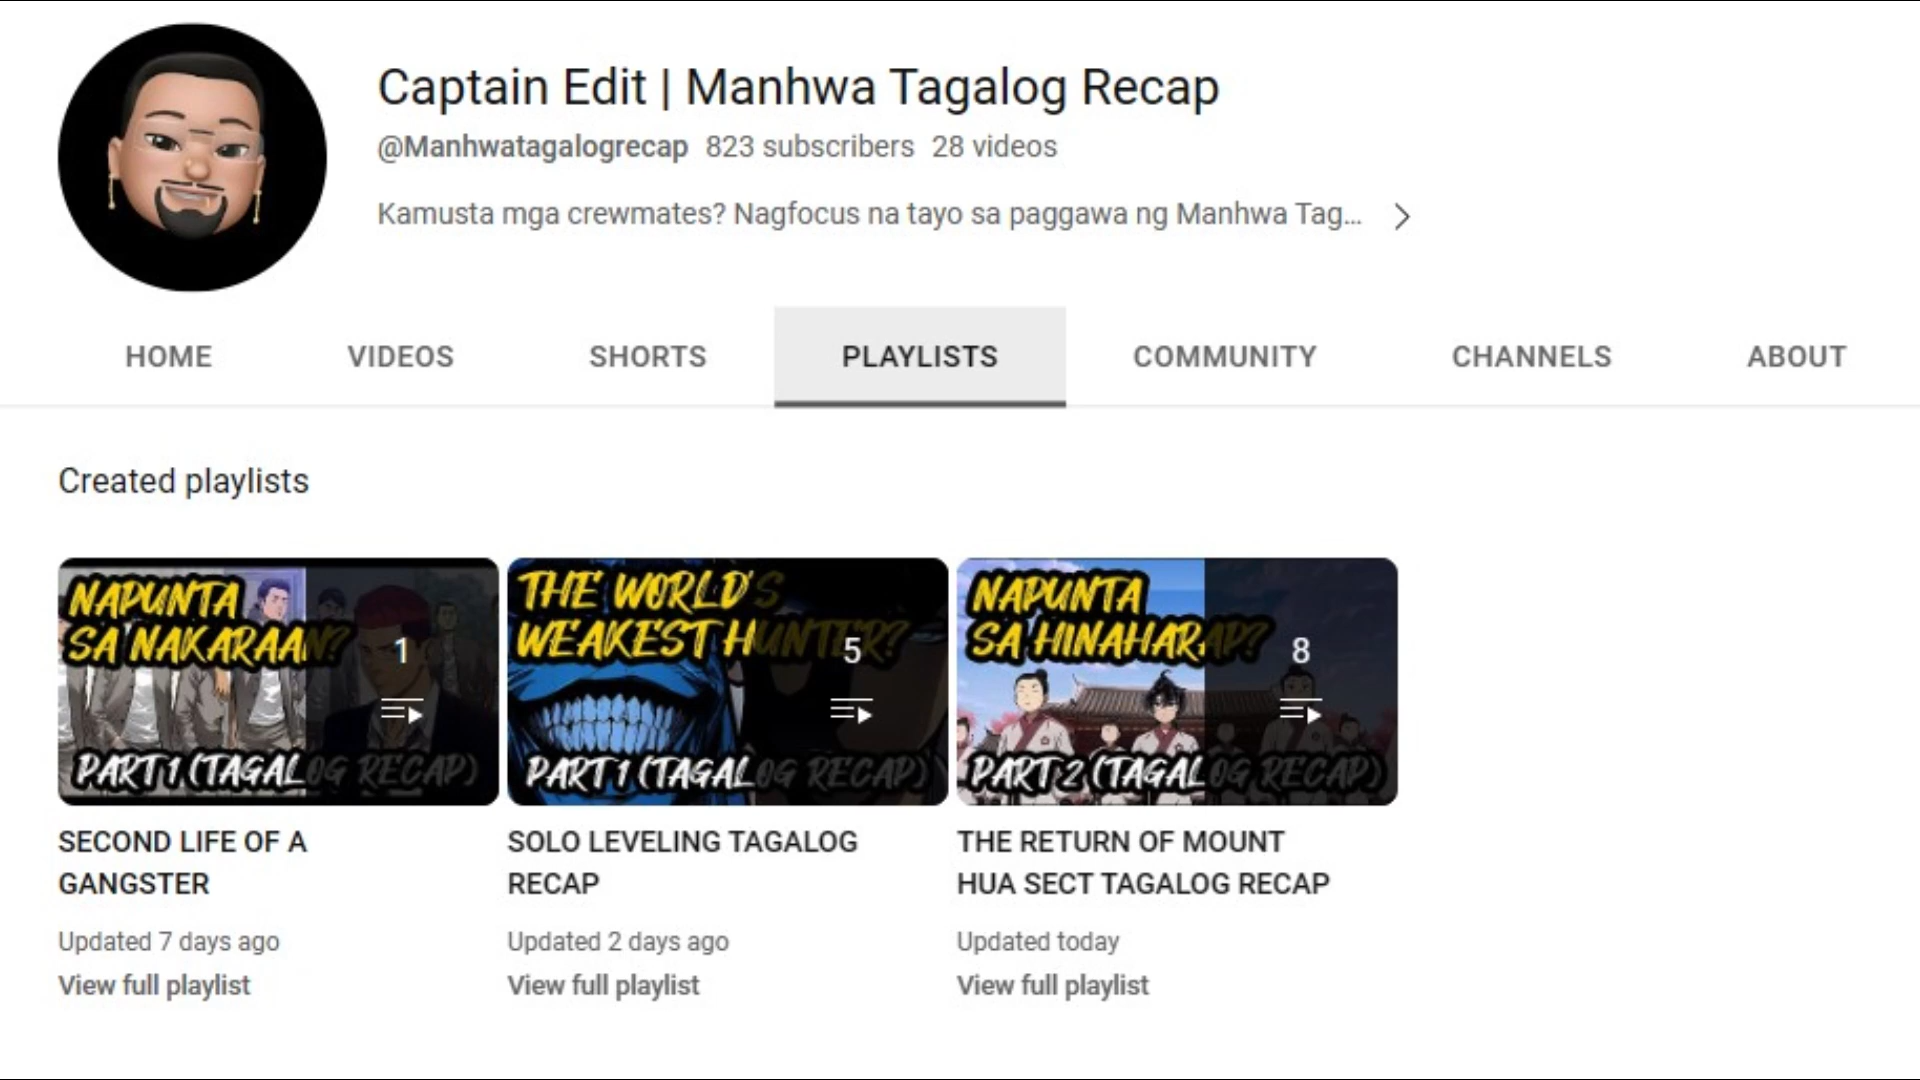 Captain Edit | Manhwa Tagalog Recap
@Manhwatagalogrecap 823 subscribers 28 videos
Kamusta mga crewmates? Nagfocus na tayo sa paggawa ng Manhwa Tag...
HOME VIDEOS SHORTS PLAYLISTS COMMUNITY CHANNELS ABOUT
Created playlists
NAPUNTA
SA NAKARAAN?
1
PART 1 (TAGALOG RECAP)
THE WORLD'S
WEAKEST HUNTER?
5
PART 1 (TAGALOG RECAP)
NAPUNTA
SA HINAHARAP?
8
PART 2 (TAGALOG RECAP)
SECOND LIFE OF A
GANGSTER
Updated 7 days ago
View full playlist
SOLO LEVELING TAGALOG
RECAP
Updated 2 days ago
View full playlist
THE RETURN OF MOUNT
HUA SECT TAGALOG RECAP
Updated today
View full playlist